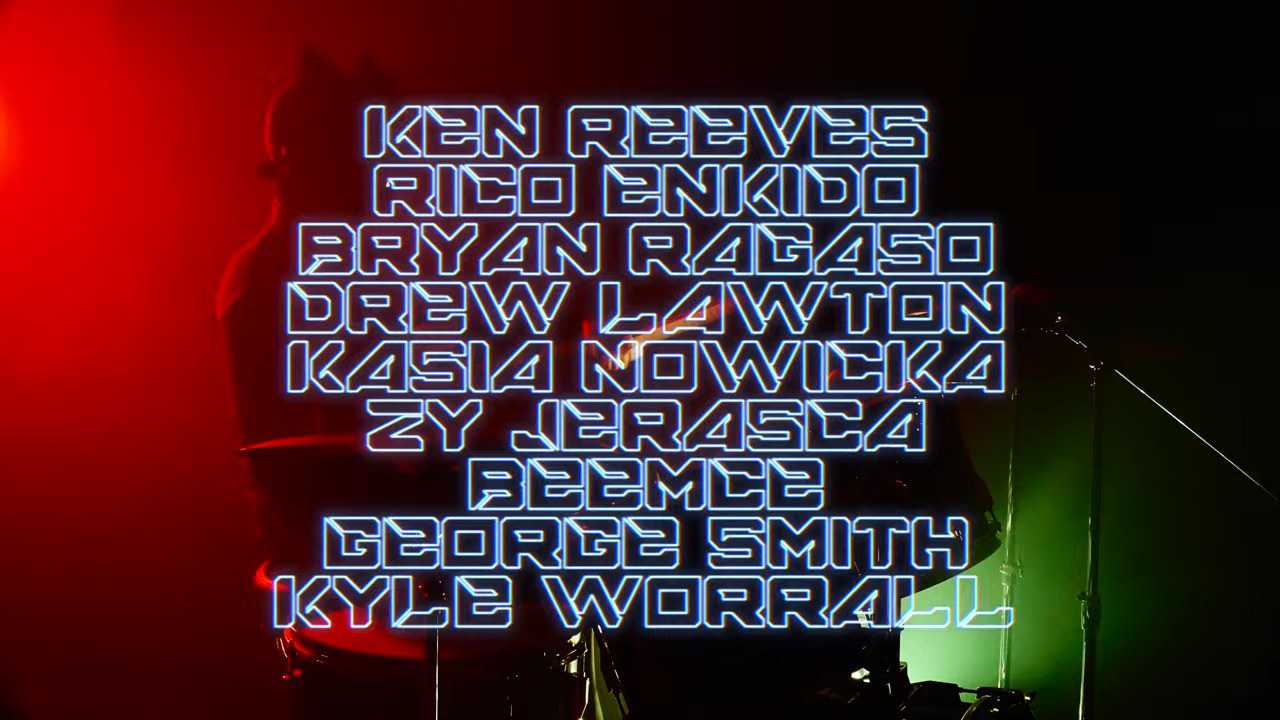 KEN REEVES
RICO ENKIDO
BRYAN RAGASO
DREW LAWTON
KASIA NOWICKA
ZY JERASCA
BEEMCE
GEORGE SMITH
KYLE WORRALL